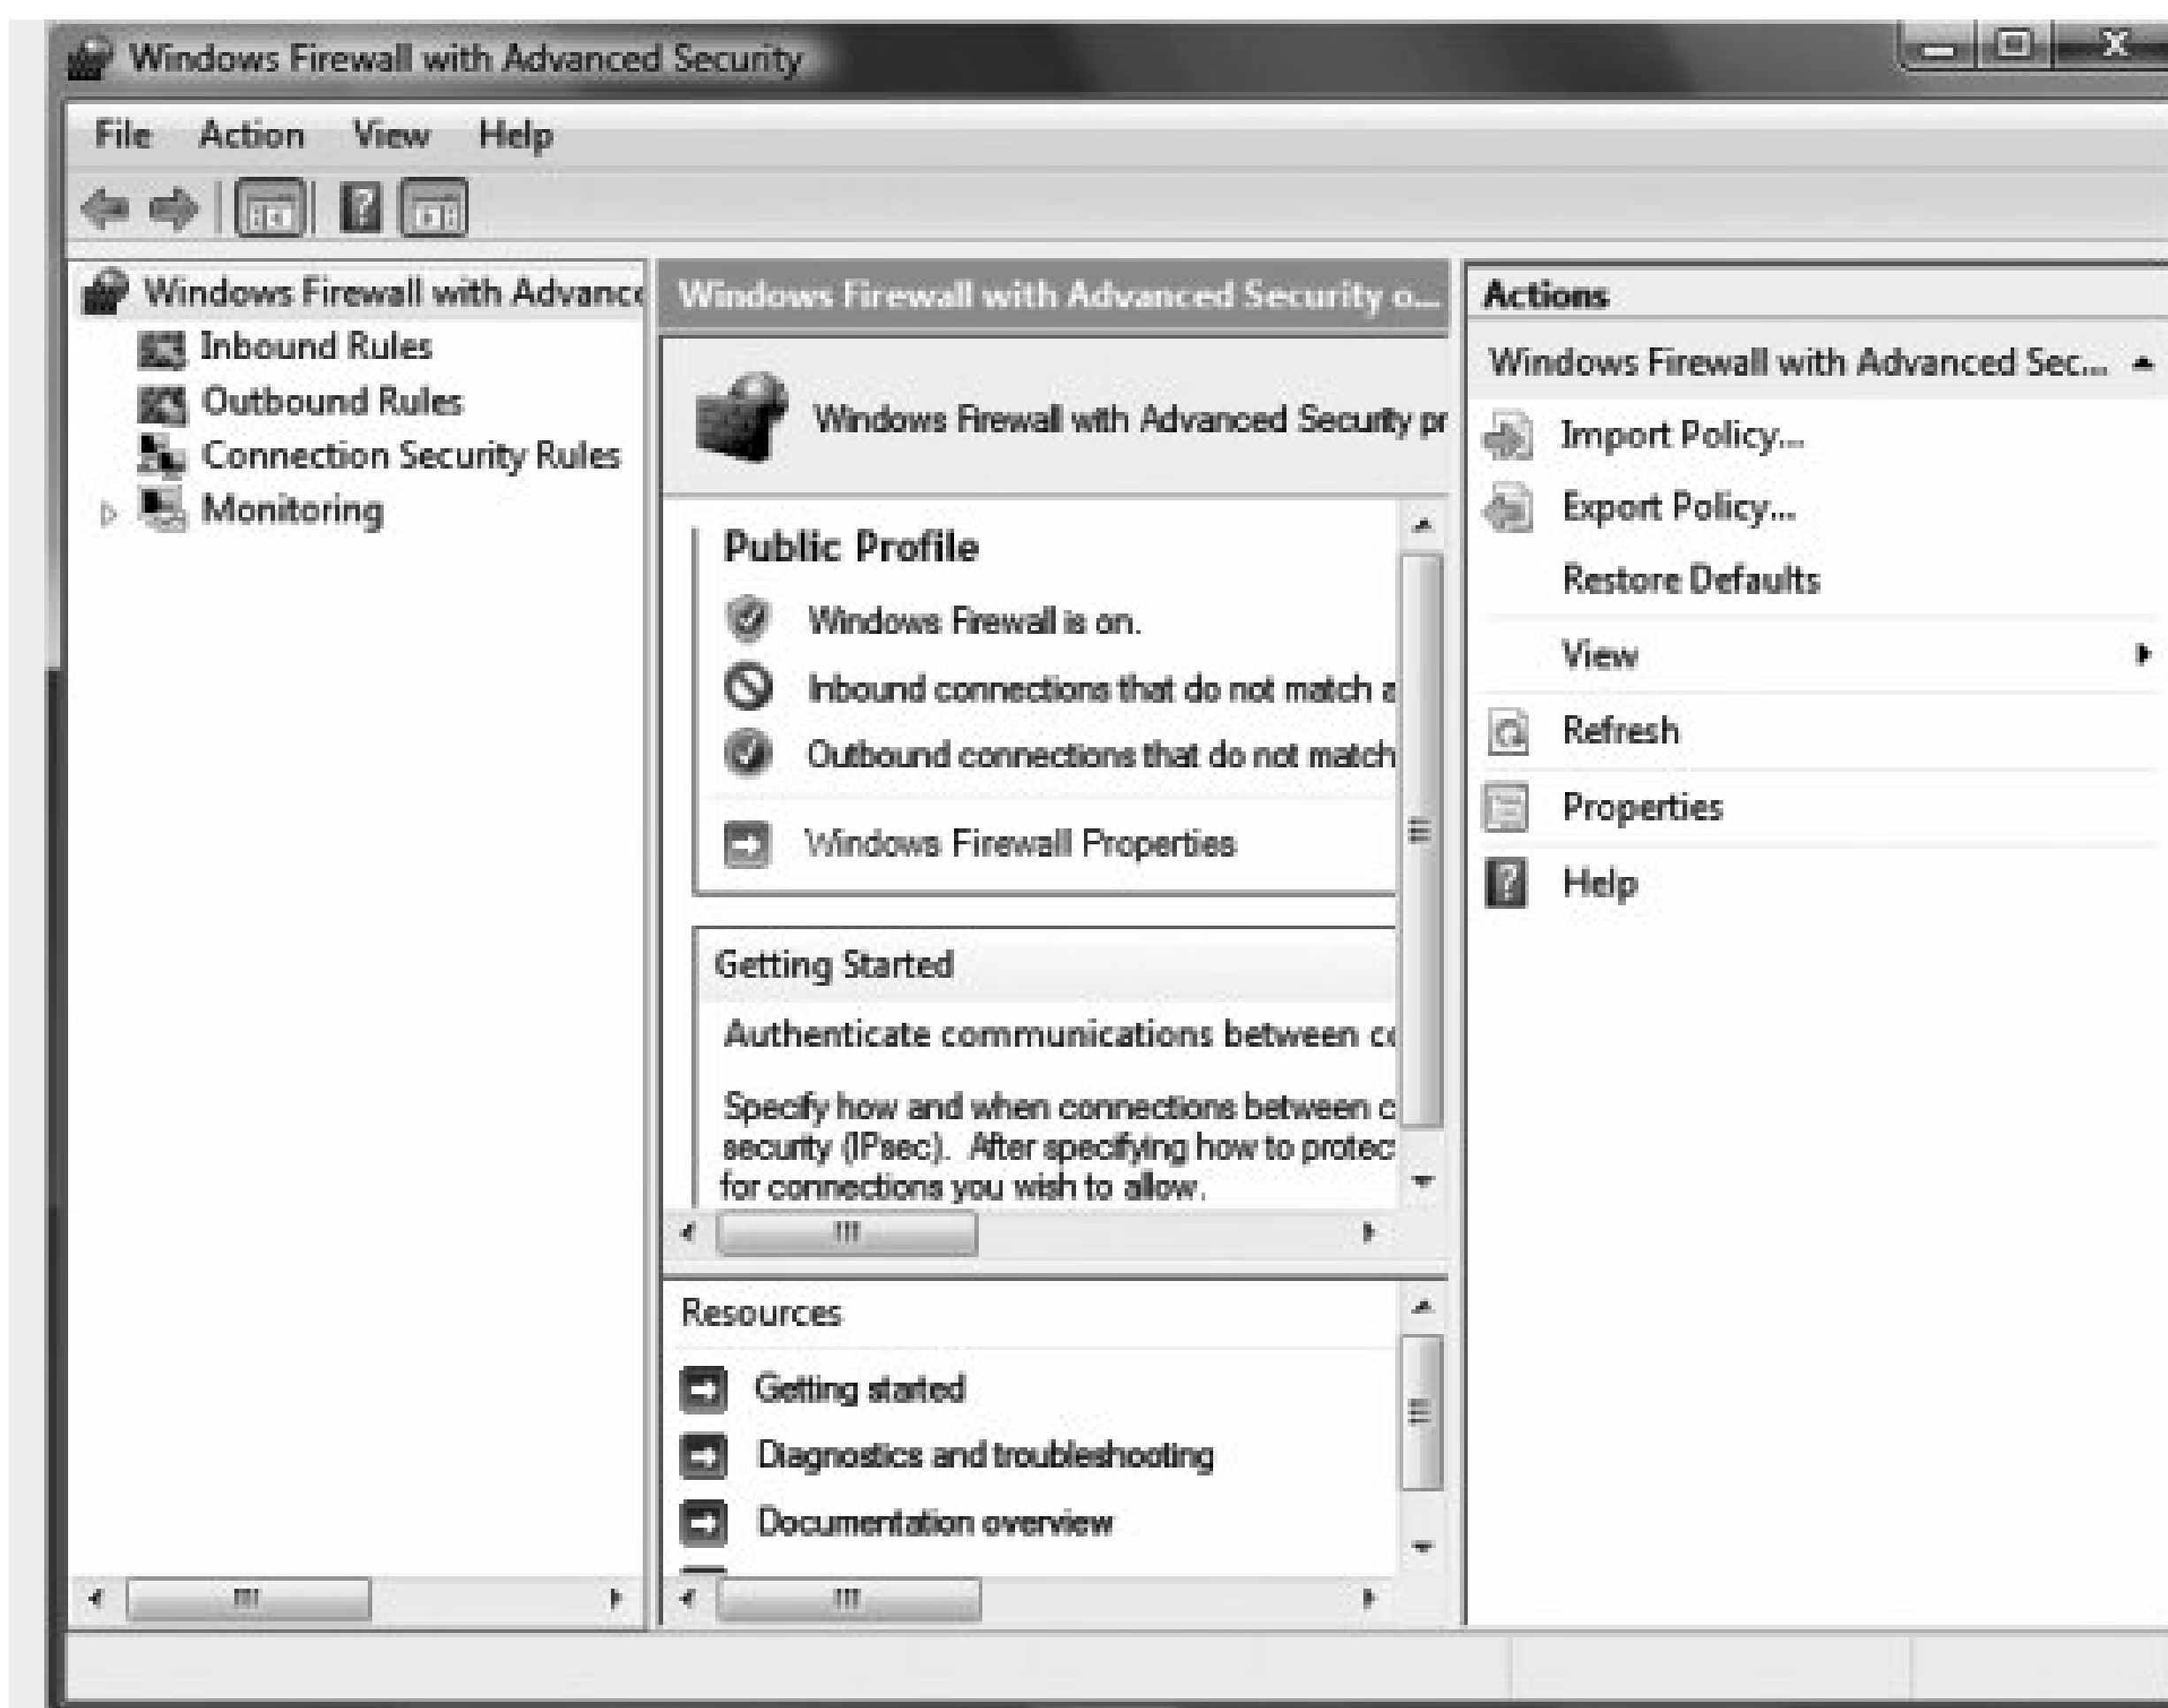 Windows Firewall with Advanced Security
File Action View Help
Windows Firewall with Advanc
Inbound Rules
Outbound Rules
Connection Security Rules
Monitoring
Windows Firewall with Advanced Security o...
Windows Firewall with Advanced Security pr
Public Profile
Windows Firewall is on.
Inbound connections that do not match a
Outbound connections that do not match
Windows Firewall Properties
Getting Started
Authenticate communications between co
Specify how and when connections between c
security (IPsec). After specifying how to protec
for connections you wish to allow.
Resources
Getting started
Diagnostics and troubleshooting
Documentation overview
Actions
Windows Firewall with Advanced Sec...
Import Policy...
Export Policy...
Restore Defaults
View
Refresh
Properties
Help